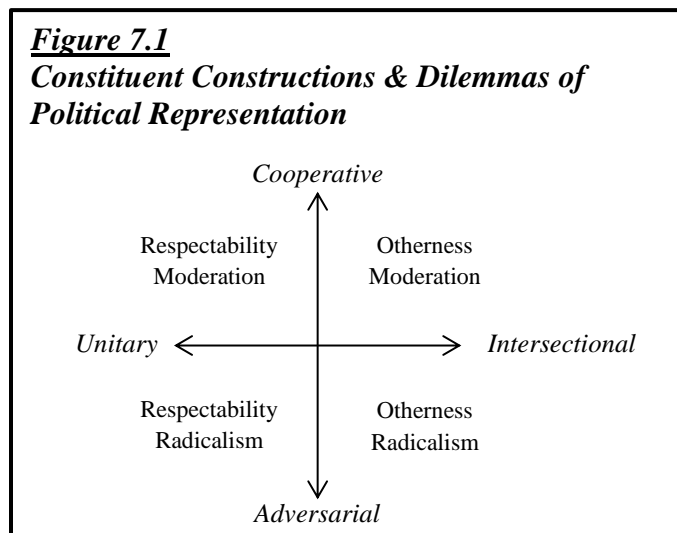 Figure 7.1
Constituent Constructions & Dilemmas of
Political Representation
Cooperative
Respectability
Moderation
Otherness
Moderation
Unitary
Intersectional
Respectability
Radicalism
Otherness
Radicalism
Adversarial